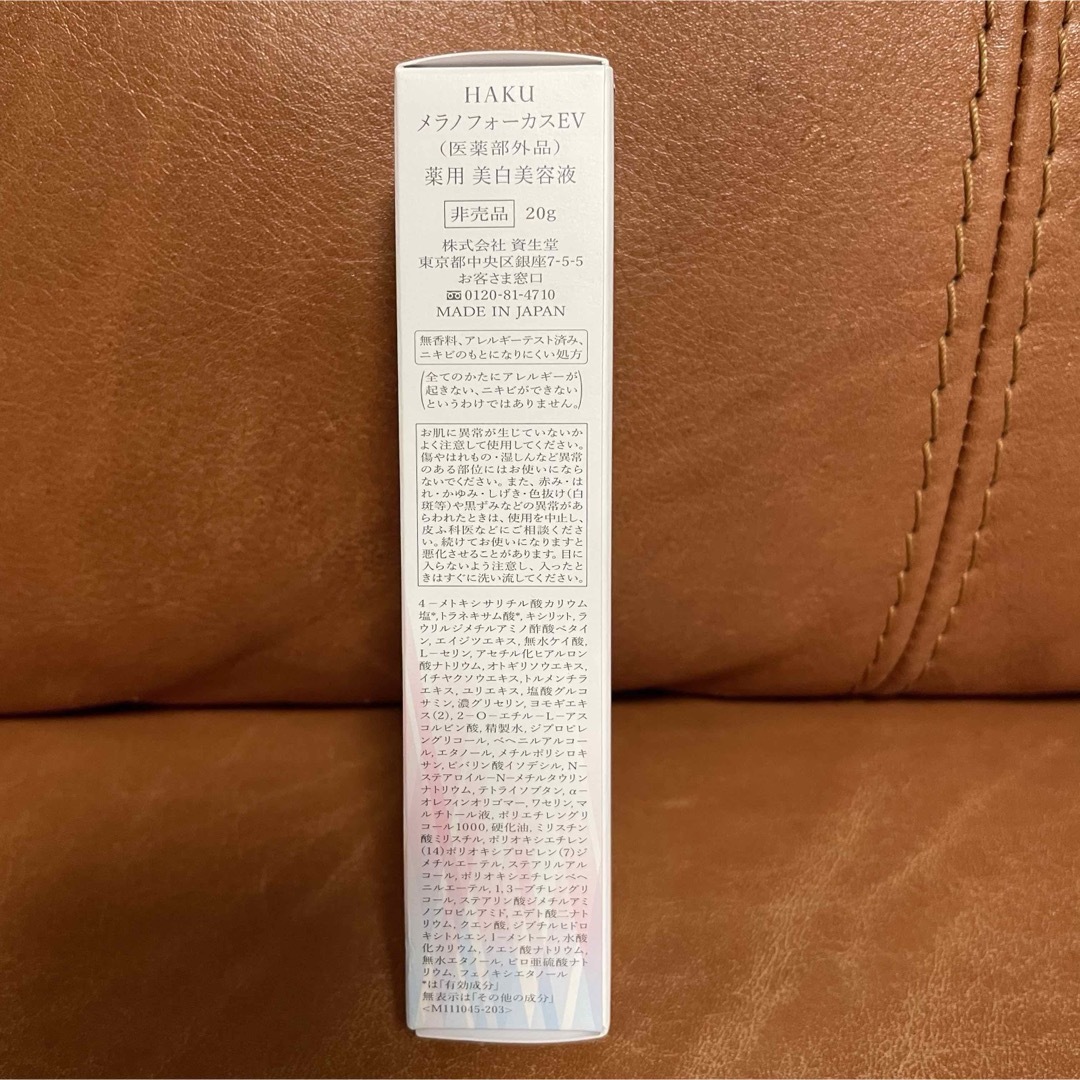 HAKU
メラノフォーカスEV
（医薬部外品）
薬用 美白美容液
非売品 20g
株式会社 資生堂
東京都中央区銀座7-5-5
お客さま窓口
0120-81-4710
MADE IN JAPAN
無香料、アレルギーテスト済み、
ニキビのもとになりにくい処方
（全てのかたにアレルギーが
起きない、ニキビができない
というわけではありません。）
お肌に異常が生じていないか
よく注意して使用してください。
傷やはれもの・湿しんなど異常
のある部位にはお使いになら
ないでください。また、赤み・は
れ・かゆみ・しげき・色抜け（白
斑等）や黒ずみなどの異常があ
らわれたときは、使用を中止し、
皮ふ科医などにご相談くださ
い。続けてお使いになりますと
悪化させることがあります。目に
入らないよう注意し、入ったと
きはすぐに洗い流してください。
4－メトキシサリチル酸カリウム
塩*,トラネキサム酸*, キシリット, ラ
ウリルジメチルアミノ酢酸ベタイ
ン, エイジツエキス, 無水ケイ酸,
L－セリン, アセチル化ヒアルロン
酸ナトリウム, オトギリソウエキス,
イチヤクソウエキス, トルメンチラ
エキス, ユリエキス, 塩酸グルコ
サミン, 濃グリセリン, ヨモギエキ
ス(2), 2－O－エチル－L－アス
コルビン酸, 精製水, ジプロピレ
ングリコール, ベヘニルアルコー
ル, エタノール, メチルポリシロキ
サン, ピバリン酸イソデシル, N－
ステアロイル－N－メチルタウリン
ナトリウム, テトライソブタン, α－
オレフィンオリゴマー, ワセリン, マ
ルチトール液, ポリエチレングリ
コール1000, 硬化油, ミリスチン
酸ミリスチル, ポリオキシエチレン
(14)ポリオキシプロピレン(7)ジ
メチルエーテル, ステアリルアル
コール, ポリオキシエチレンベヘ
ニルエーテル, 1,3－ブチレングリ
コール, ステアリン酸ジメチルアミ
ノプロピルアミド, エデト酸二ナト
リウム, クエン酸, ジブチルヒドロ
キシトルエン, l－メントール, 水酸
化カリウム, クエン酸ナトリウム,
無水エタノール, ピロ亜硫酸ナト
リウム, フェノキシエタノール
*は「有効成分」
無表示は「その他の成分」
<M111045-203>